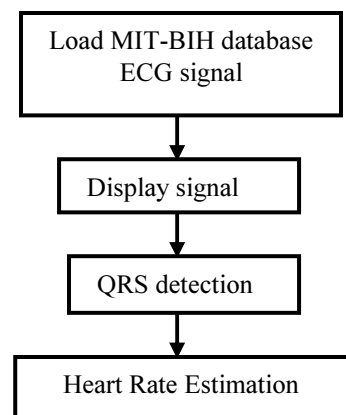 Load MIT-BIH database
ECG signal
Display signal
QRS detection
Heart Rate Estimation